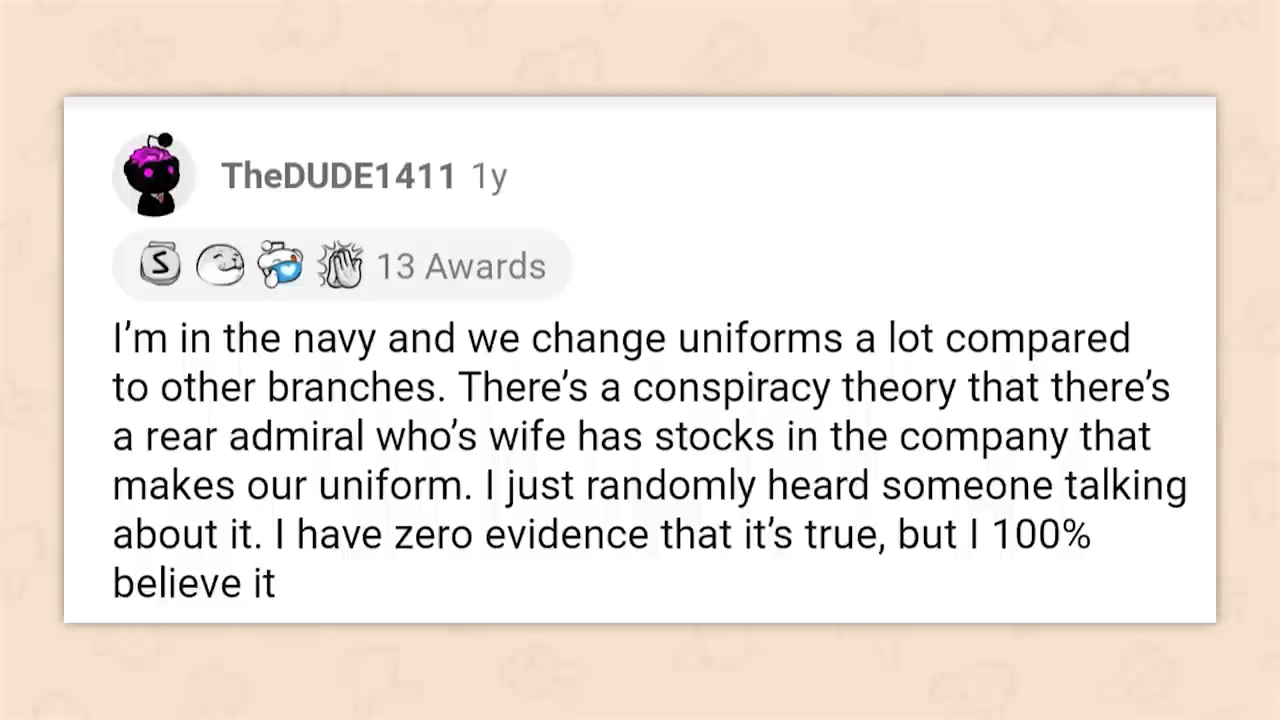 TheDUDE1411 1y
S 13 Awards
I’m in the navy and we change uniforms a lot compared
to other branches. There’s a conspiracy theory that there’s
a rear admiral who’s wife has stocks in the company that
makes our uniform. I just randomly heard someone talking
about it. I have zero evidence that it’s true, but I 100%
believe it